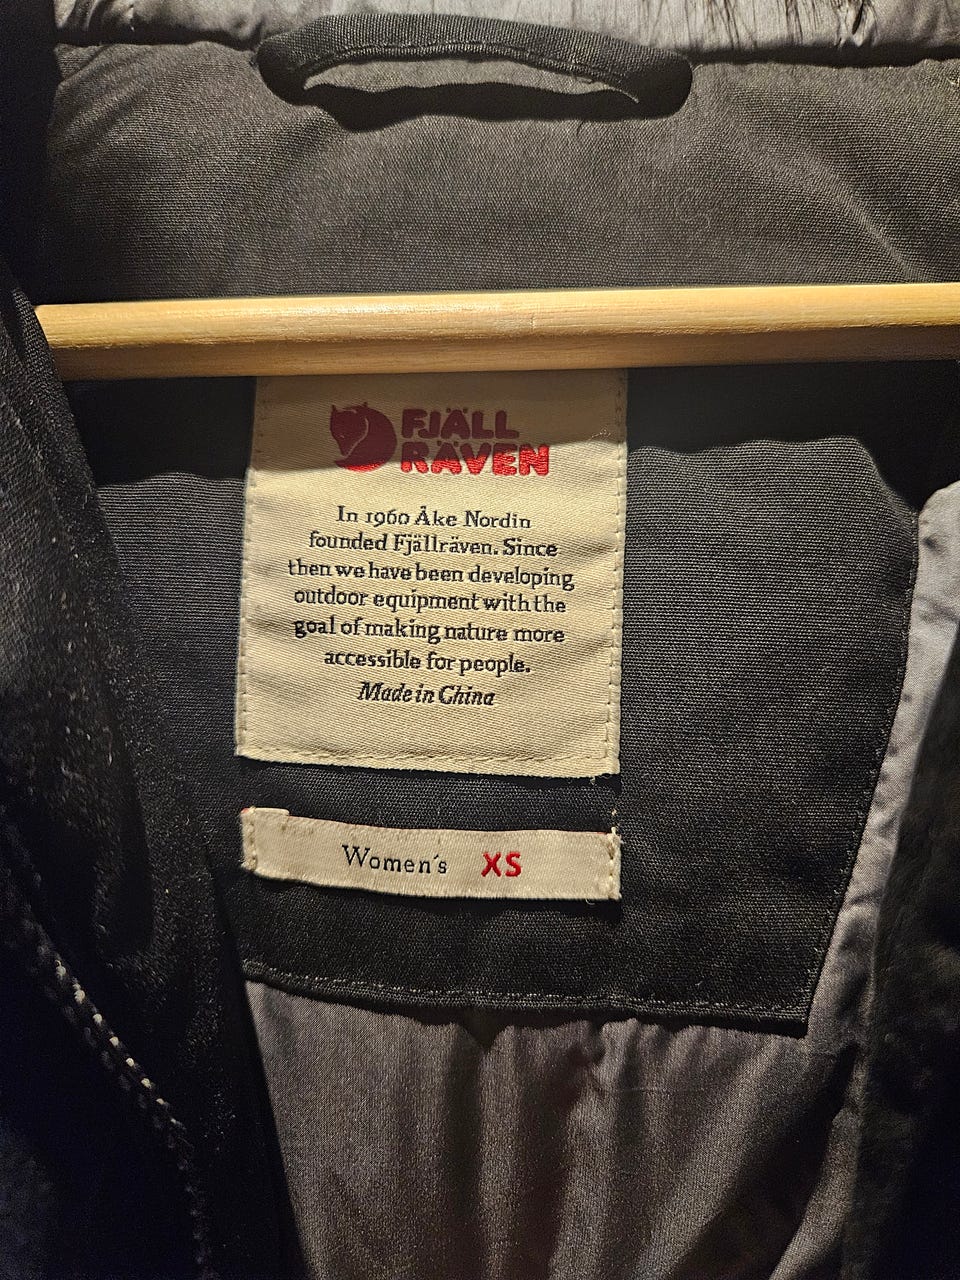 FJÄLL
RÄVEN
In 1960 Åke Nordin
founded Fjällräven. Since
then we have been developing
outdoor equipment with the
goal of making nature more
accessible for people.
Made in China
Women´s XS